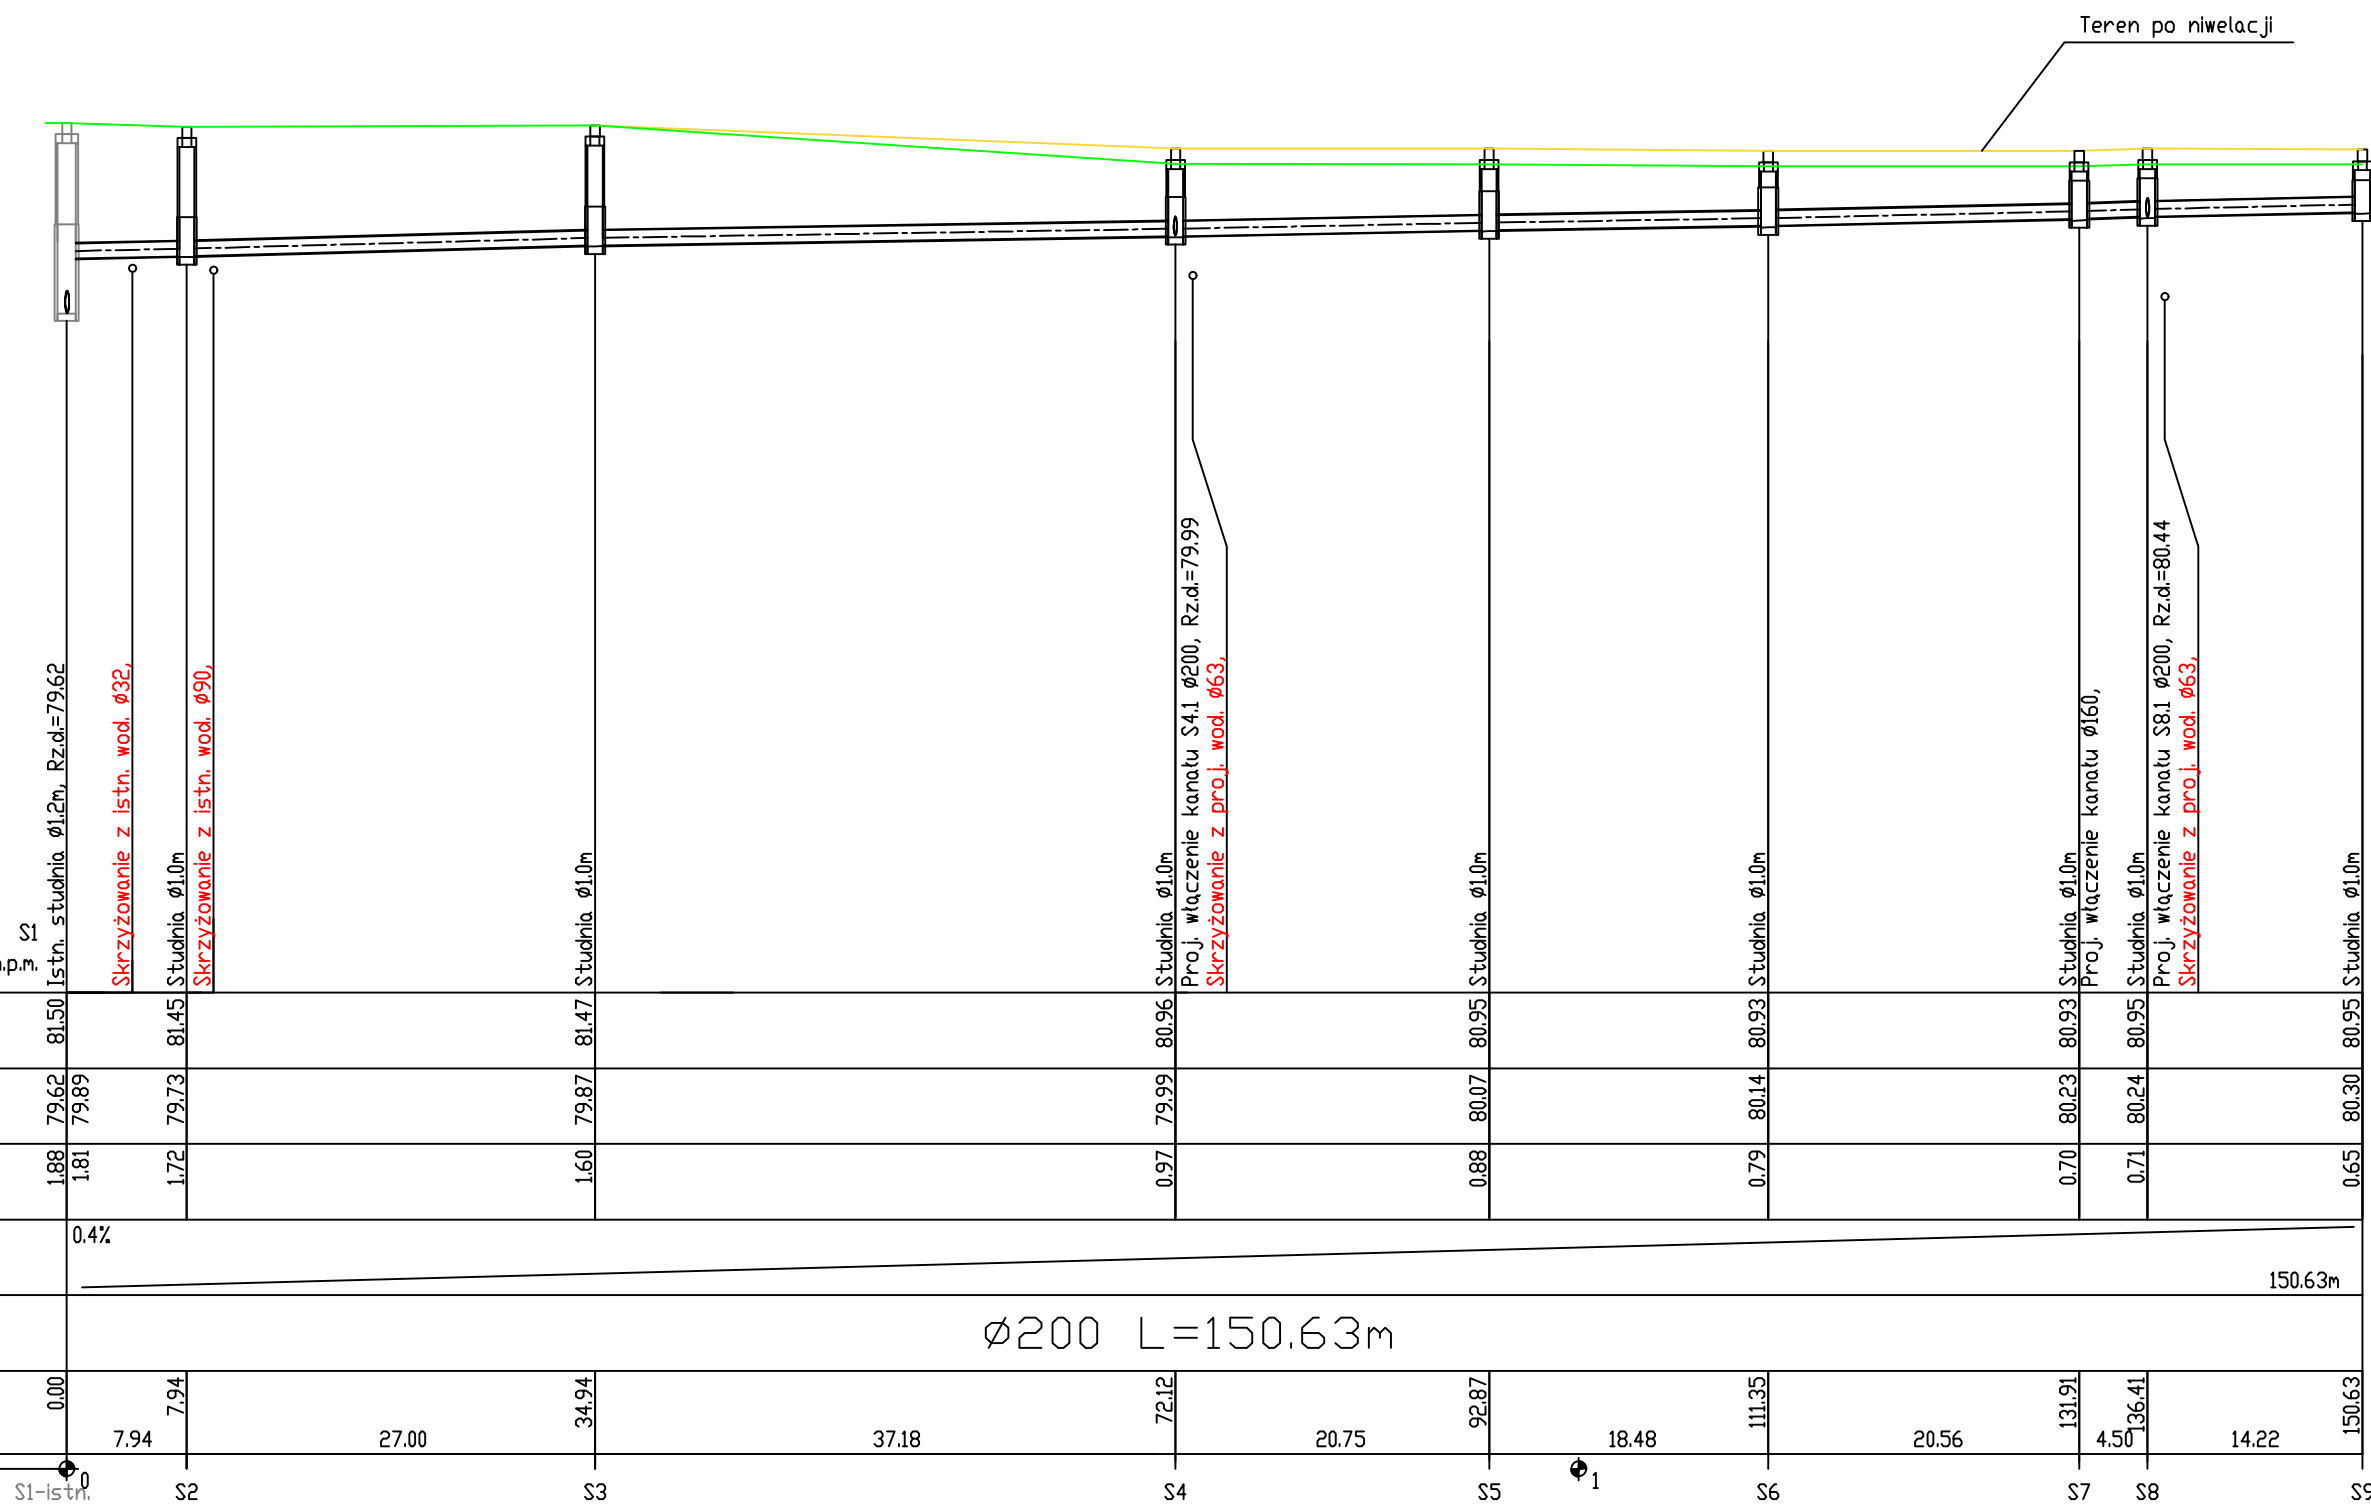 Teren po niwelacji
S1
Istn. studnia ø1.2m, Rz.d.=79.62
Skrzyżowanie z istn. wod. ø32,
Studnia ø1.0m
Skrzyżowanie z istn. wod. ø90,
Studnia ø1.0m
Studnia ø1.0m
Proj. włączenie kanału S4.1 ø200, Rz.d.=79.99
Skrzyżowanie z proj. wod. ø63,
Studnia ø1.0m
Studnia ø1.0m
Studnia ø1.0m
Proj. włączenie kanału ø160,
Studnia ø1.0m
Proj. włączenie kanału S8.1 ø200, Rz.d.=80.44
Skrzyżowanie z proj. wod. ø63,
Studnia ø1.0m
.p.m.
81.50 81.45 81.47 80.96 80.95 80.93 80.93 80.95 80.95
79.62 79.89 79.73 79.87 79.99 80.07 80.14 80.23 80.24 80.30
1.88 1.81 1.72 1.60 0.97 0.88 0.79 0.70 0.71 0.65
0.4%
150.63m
Ø200 L=150.63m
0.00 7.94 34.94 72.12 92.87 111.35 131.91 136.41 150.63
7.94 27.00 37.18 20.75 18.48 20.56 4.50 14.22
0 1
S1-istn. S2 S3 S4 S5 S6 S7 S8 S9